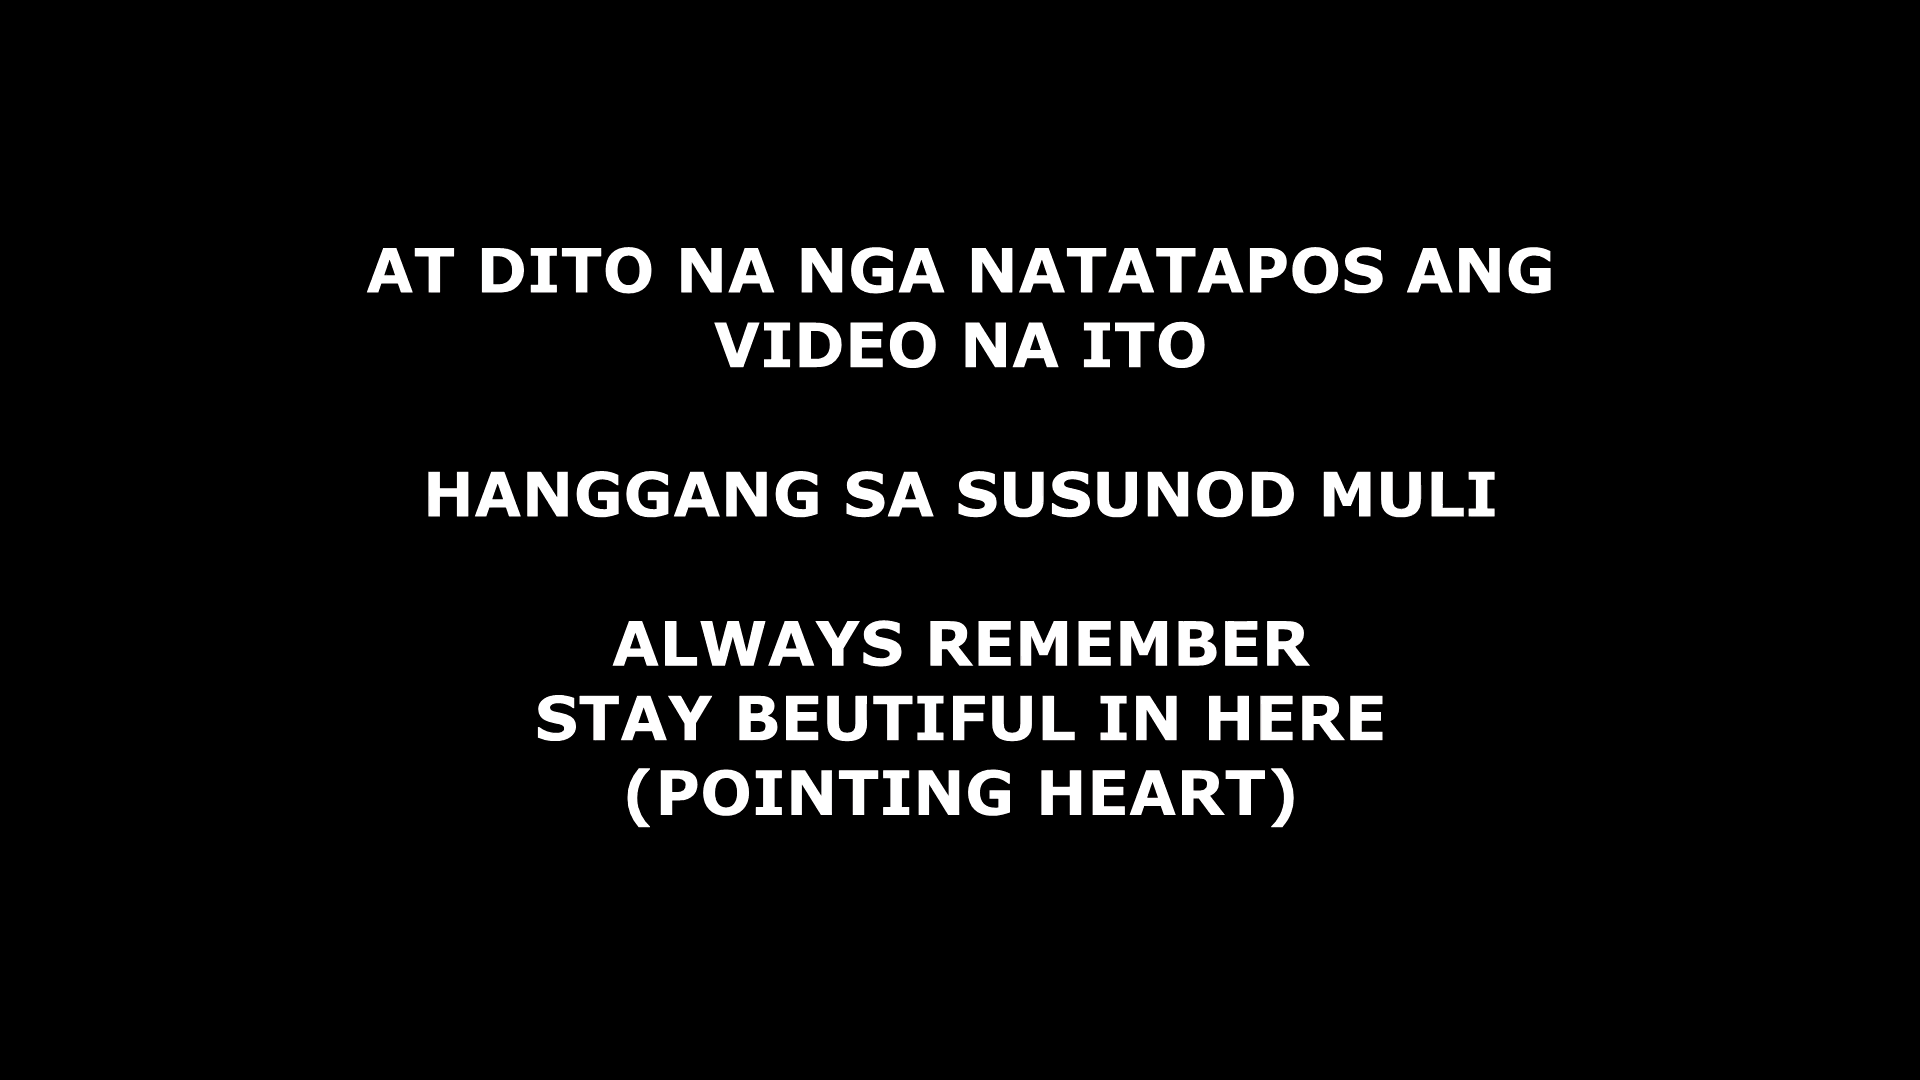 AT DITO NA NGA NATATAPOS ANG
VIDEO NA ITO
HANGGANG SA SUSUNOD MULI
ALWAYS REMEMBER
STAY BEUTIFUL IN HERE
(POINTING HEART)